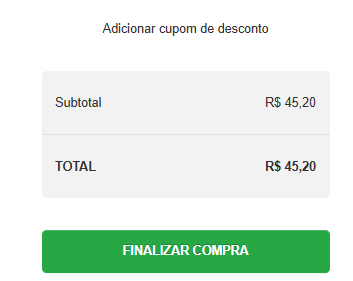 Adicionar cupom de desconto
Subtotal R$ 45,20
TOTAL R$ 45,20
FINALIZAR COMPRA